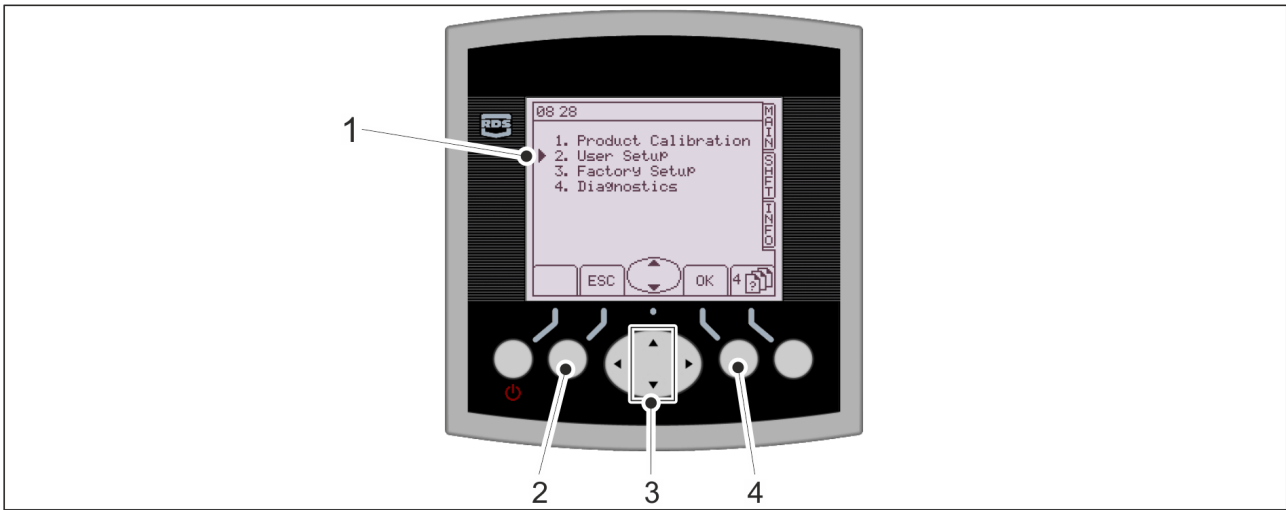 1
RDS
08 28
1. Product Calibration
2. User Setup
3. Factory Setup
4. Diagnostics
MAIN
SHFT
INFO
ESC
OK
4
?
2
3
4